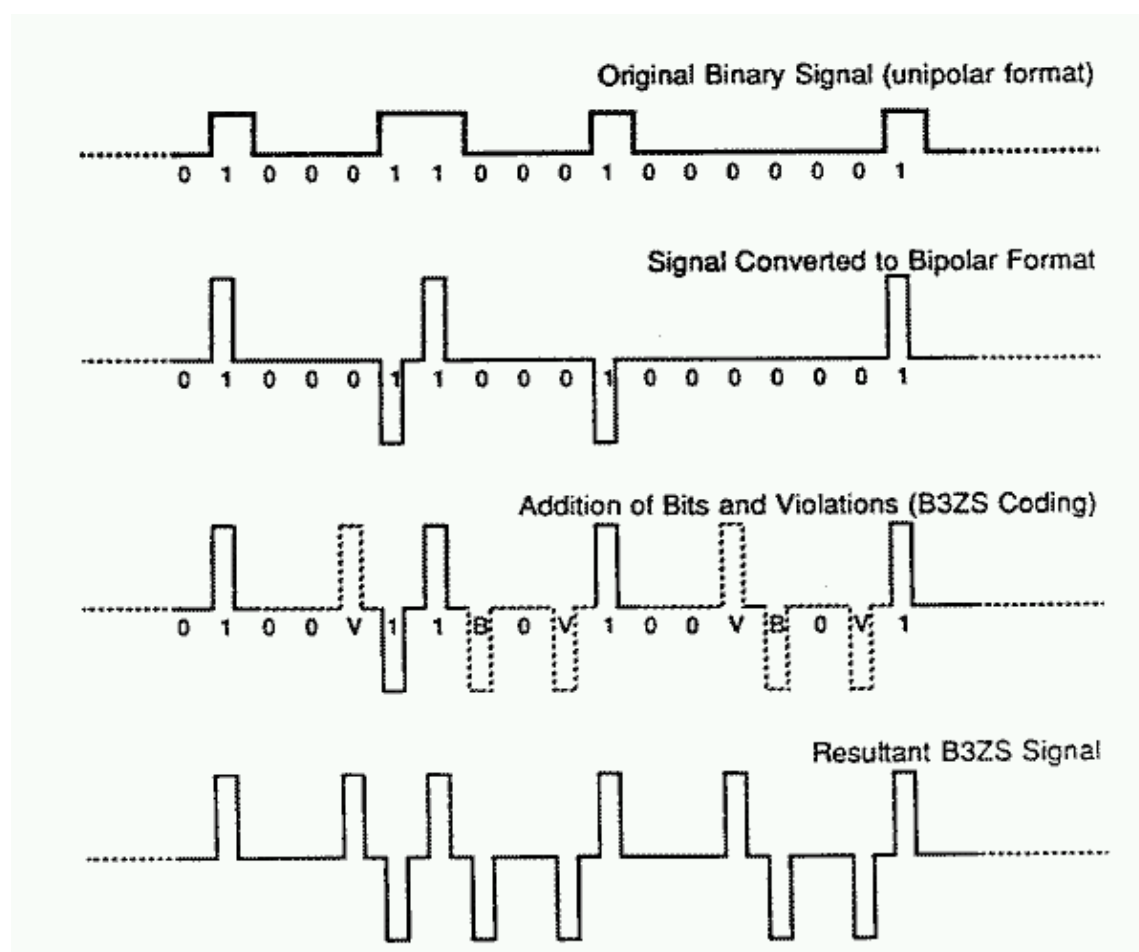 Original Binary Signal (unipolar format)
0 1 0 0 0 1 1 0 0 0 1 0 0 0 0 0 0 1
Signal Converted to Bipolar Format
0 1 0 0 0 1 1 0 0 0 1 0 0 0 0 0 0 1
Addition of Bits and Violations (B3ZS Coding)
0 1 0 0 V 1 1 B 0 V 1 0 0 V B 0 V 1
Resultant B3ZS Signal